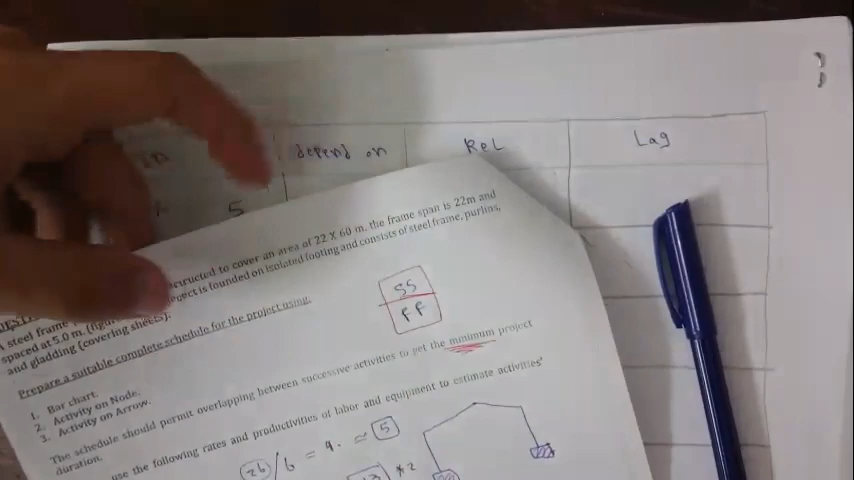 depend on Rel Lag
5
constructed to cover an area of 22 X 60 m. the frame span is 22m and
spaced at 5.0 m. project is founded on isolated footing and consists of steel frame, purlins,
and gladding (covering sheets).
SS
FF
Prepare a suitable complete schedule for the project using.
1. Bar chart.
2. Activity on Node.
3. Activity on Arrow.
The schedule should permit overlapping between successive activities to get the minimum project
duration.
use the following rates and productivities of labor and equipment to estimate activities'
26/6 = 4. ≈ 5
*2